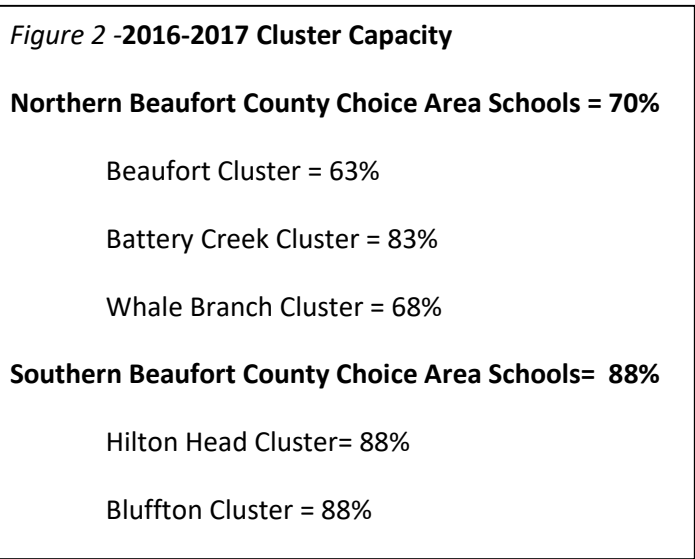 Figure 2 -2016-2017 Cluster Capacity
Northern Beaufort County Choice Area Schools = 70%
Beaufort Cluster = 63%
Battery Creek Cluster = 83%
Whale Branch Cluster = 68%
Southern Beaufort County Choice Area Schools= 88%
Hilton Head Cluster= 88%
Bluffton Cluster = 88%